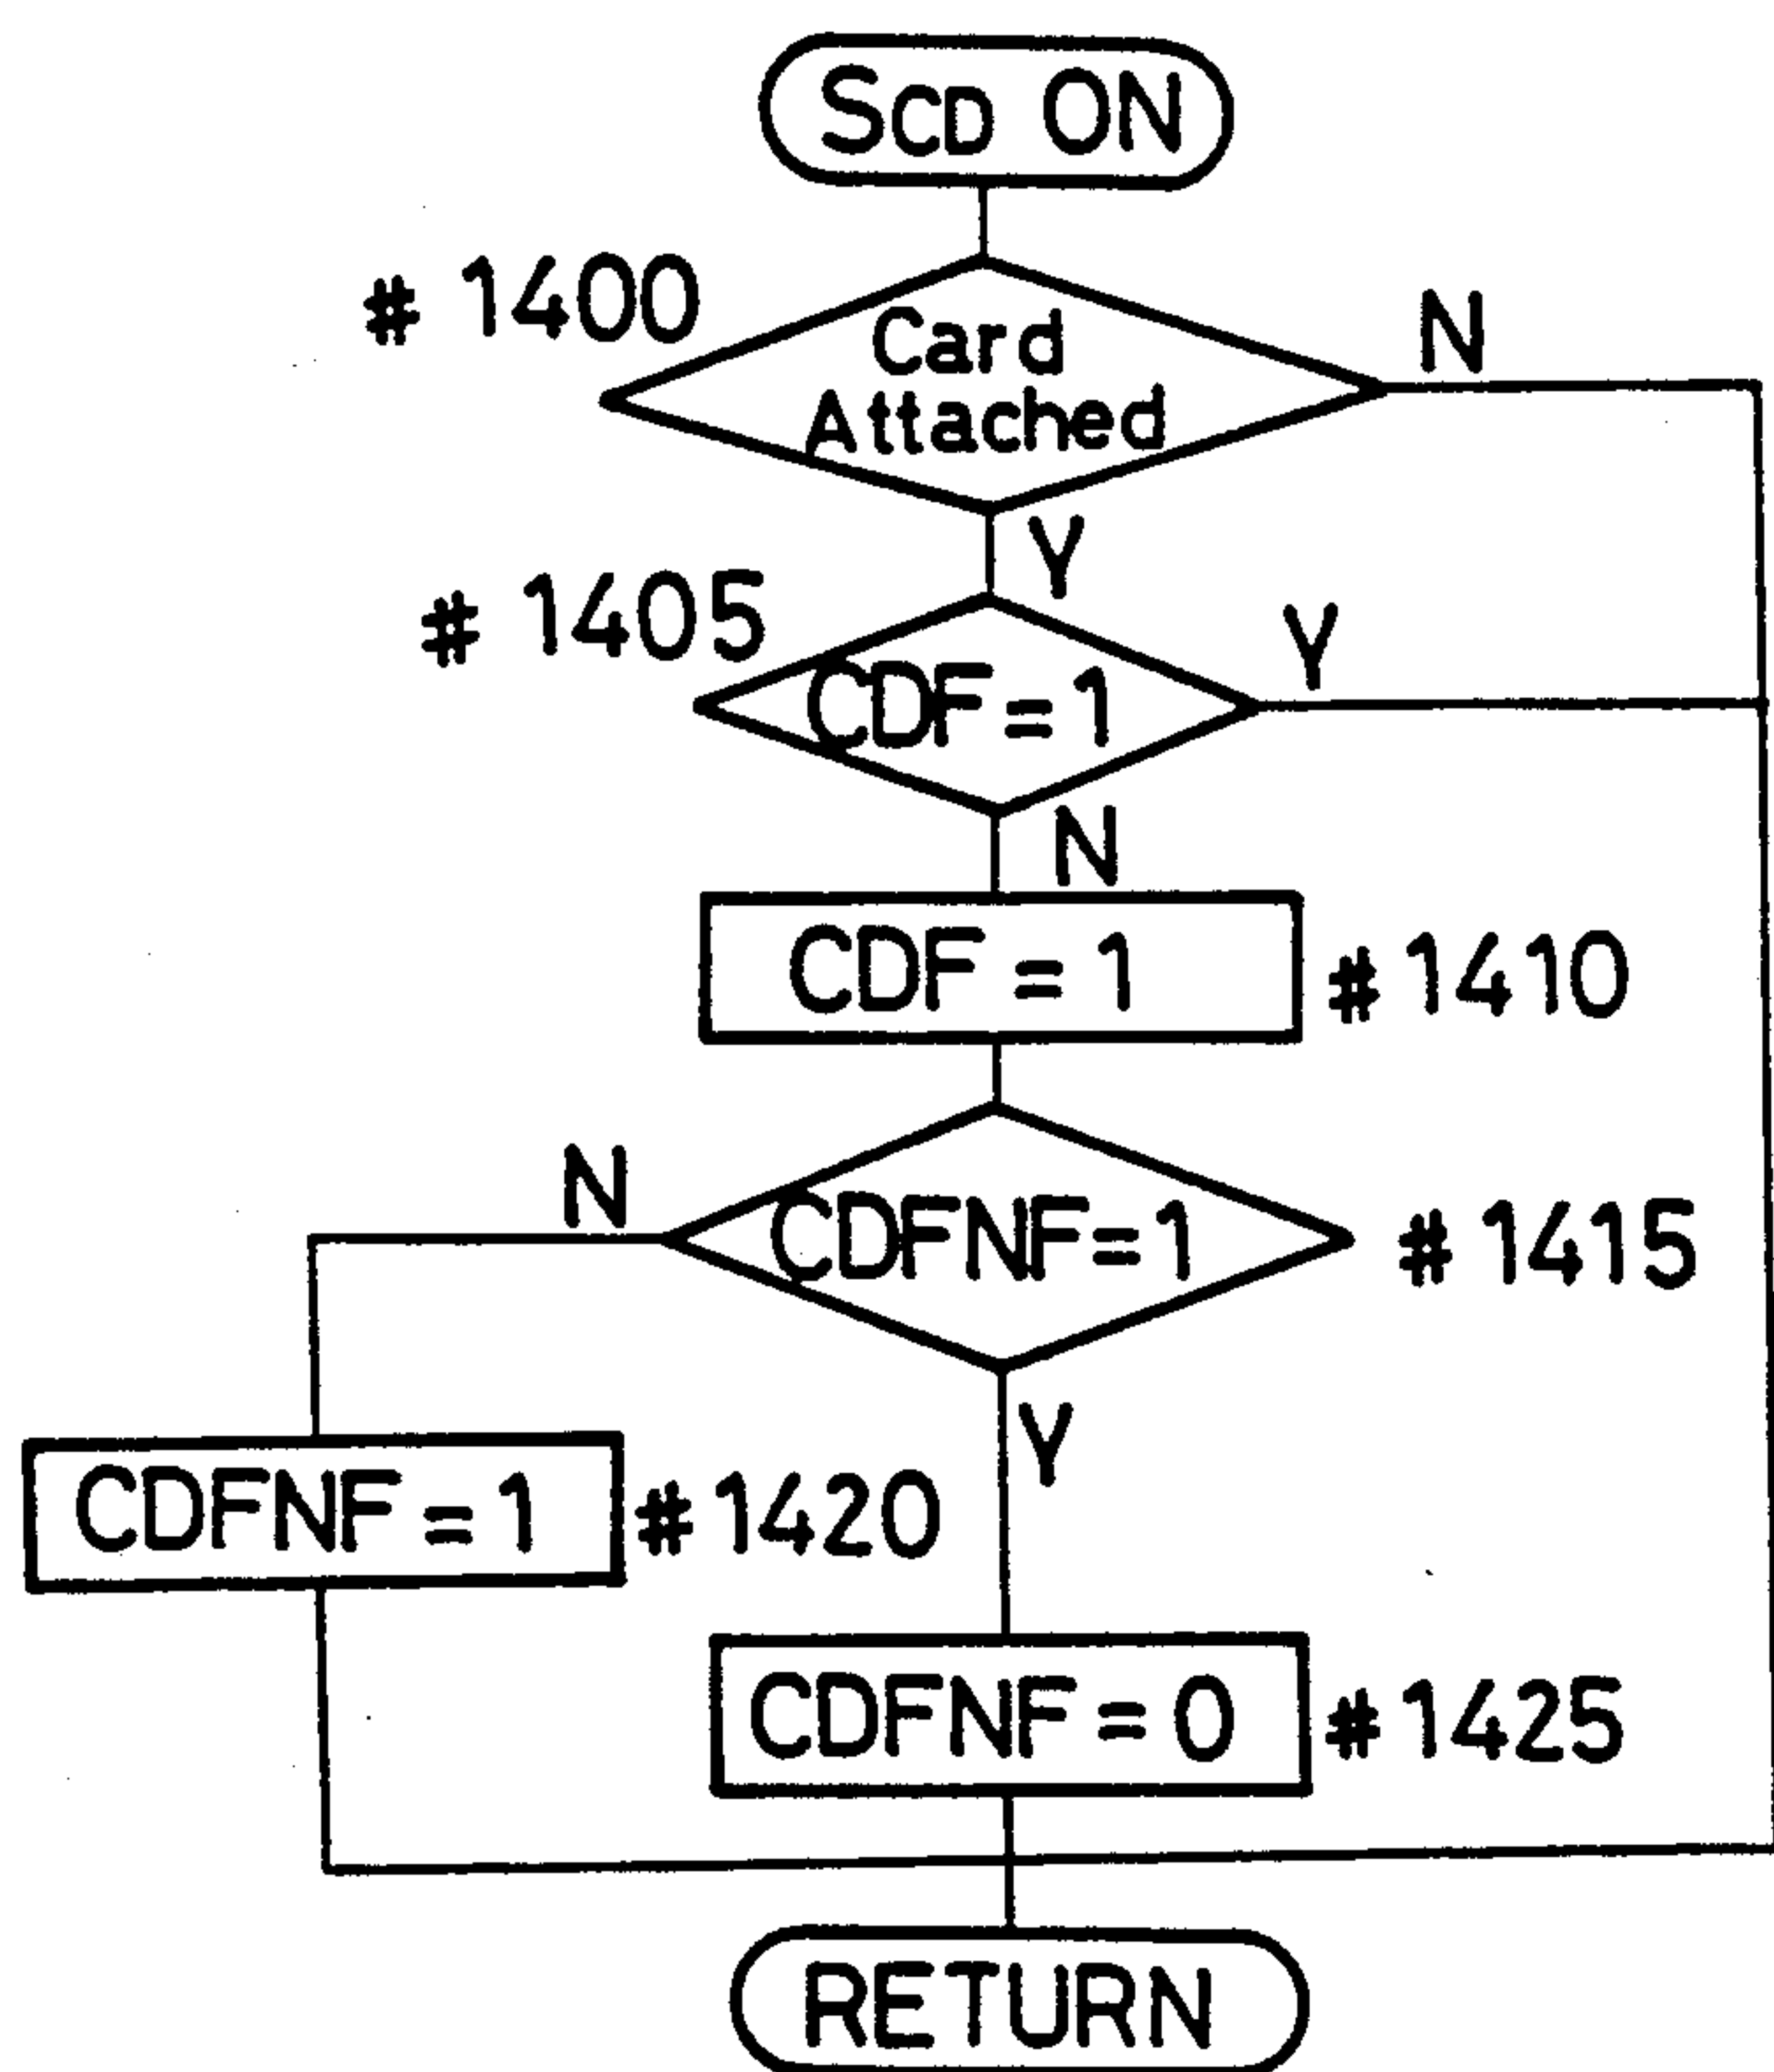 SCD ON
# 1400
Card
Attached
N
Y
# 1405
CDF=1
Y
N
CDF = 1
#1410
N
CDFNF=1
#1415
Y
CDFNF = 1
#1420
CDFNF = 0
#1425
RETURN